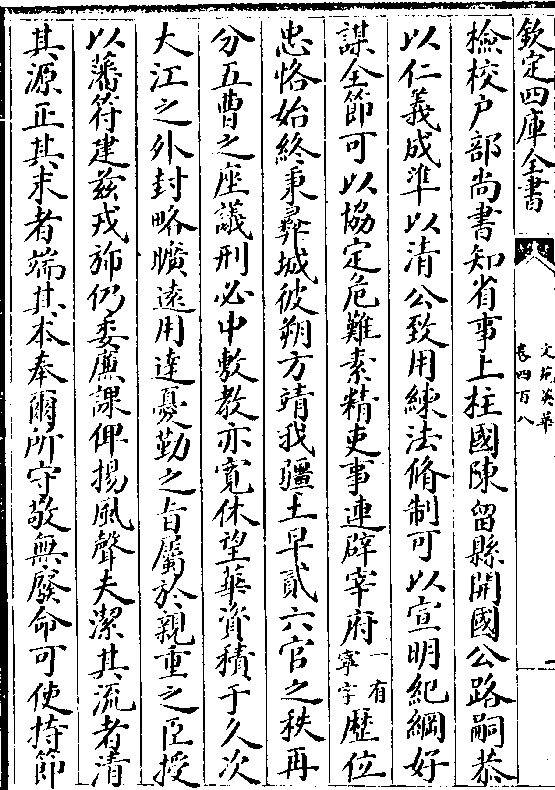 欽定四庫全書
文苑英華
卷四百八
檢校户部尚書知省事上柱國陳留縣開國公路嗣恭
以仁義成準以清公致用練法脩制可以宣明紀綱好
謀全節可以協定危難素精吏事連辟宰府一有寧字歴位
忠恪始終秉彛城彼朔方靖我疆土早貳六官之秩再
分五曹之座議刑必中敷教亦寛休望華資積于久次
大江之外封略曠遠用達憂勤之旨屬於親重之臣授
以蕃符建兹戎斾仍委廉課俾揚風聲夫潔其流者清
其源正其末者端其本奉爾所守敬無廢命可使持節